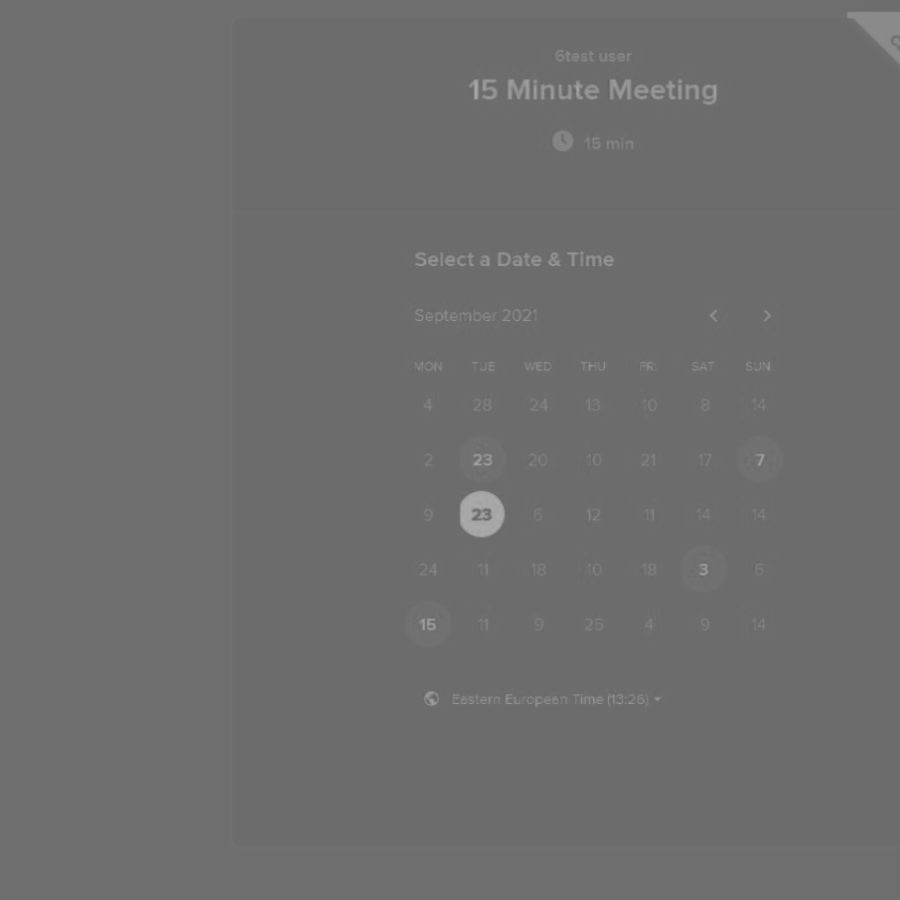 6test user
15 Minute Meeting
15 min
Select a Date & Time
September 2021
MON TUE WED THU FRI SAT SUN
4 28 24 13 10 8 14
2 23 20 10 21 17 7
9 23 6 12 11 14 14
24 11 18 10 18 3 6
15 11 9 25 4 9 14
Eastern European Time (13:26)